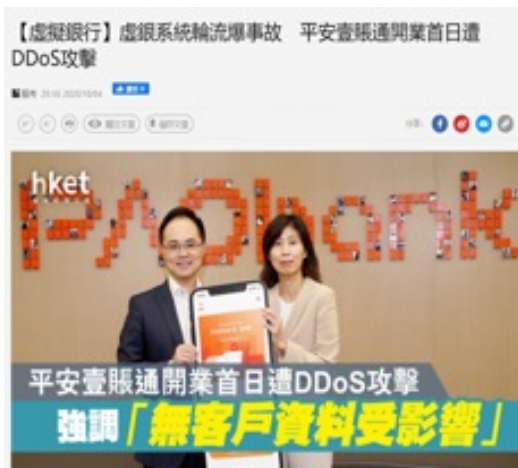 【虛擬銀行】虛銀系統輪流爆事故　平安壹賬通開業首日遭
DDoS攻擊
hket
PAObank
平安壹賬通開業首日遭DDoS攻擊
強調「無客戶資料受影響」